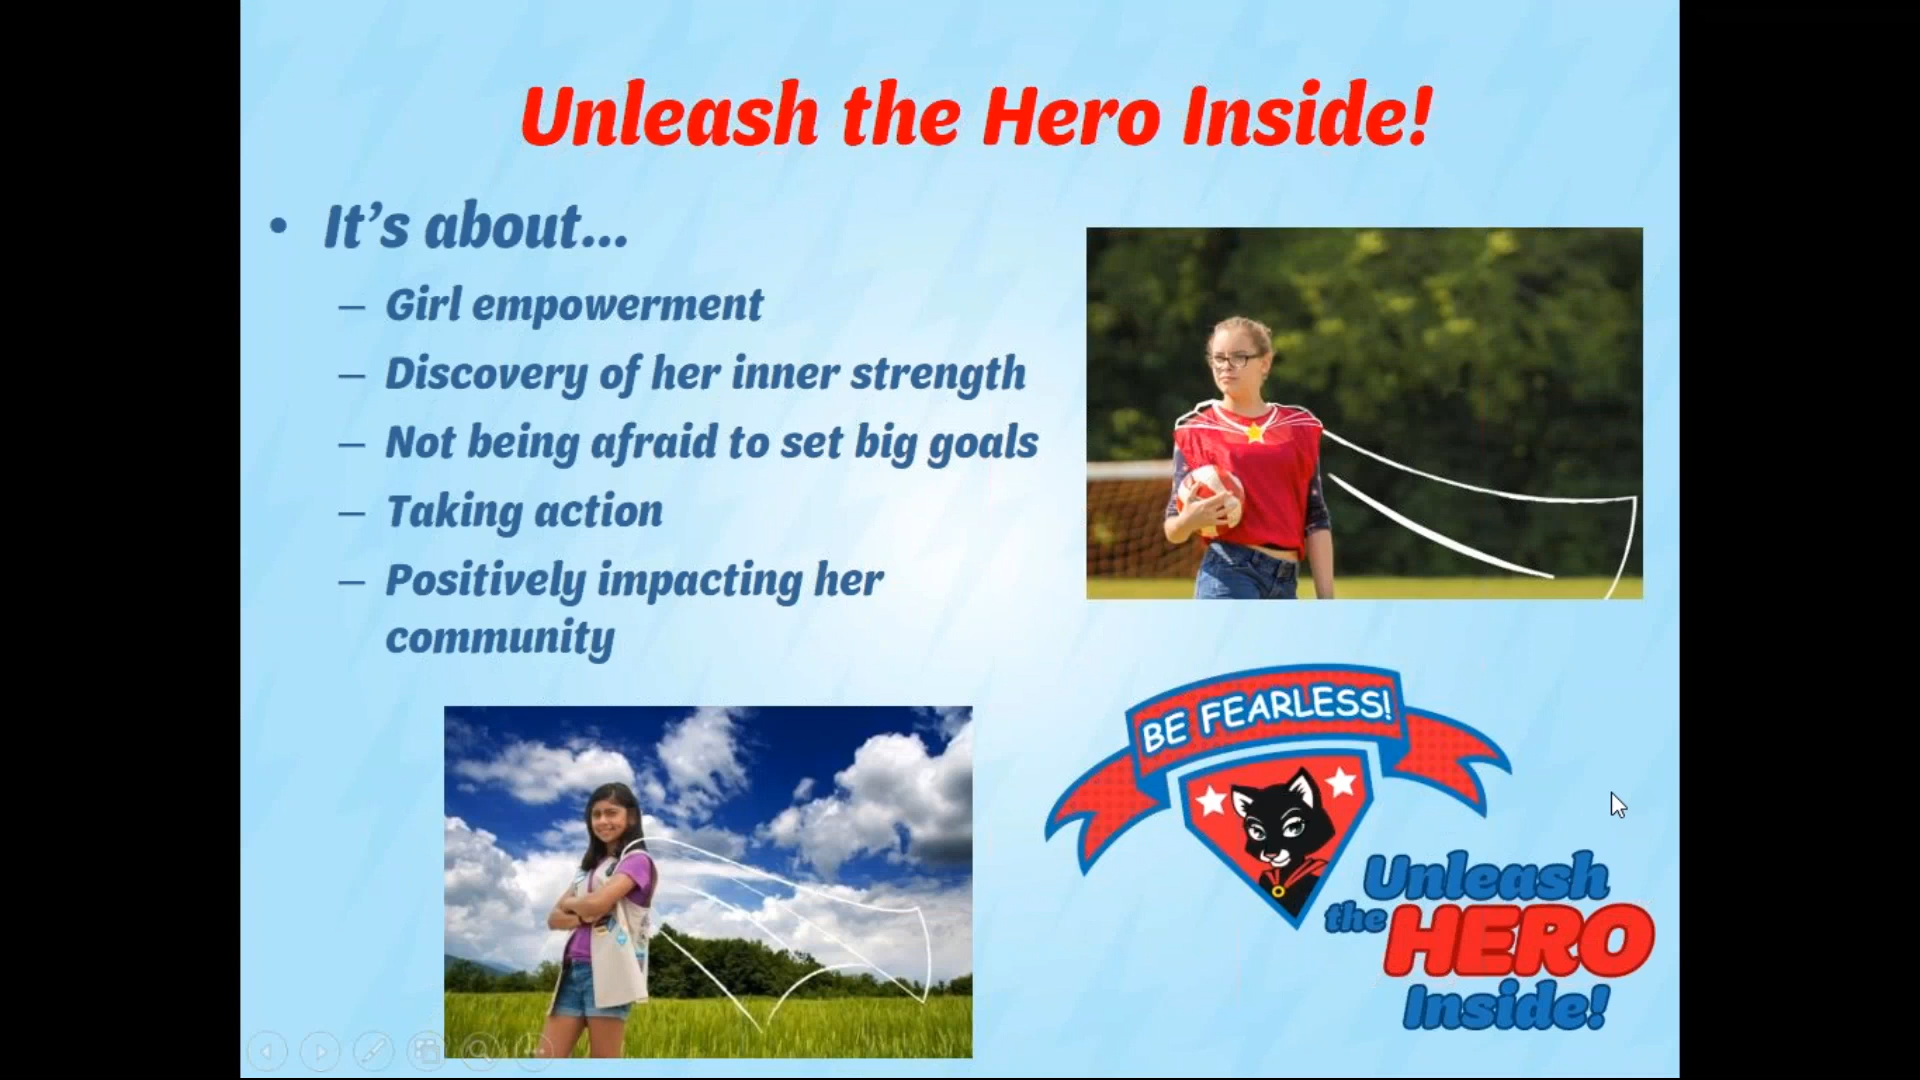 Unleash the Hero Inside!
• It's about...
– Girl empowerment
– Discovery of her inner strength
– Not being afraid to set big goals
– Taking action
– Positively impacting her
community
BE FEARLESS!
Unleash
the HERO
Inside!